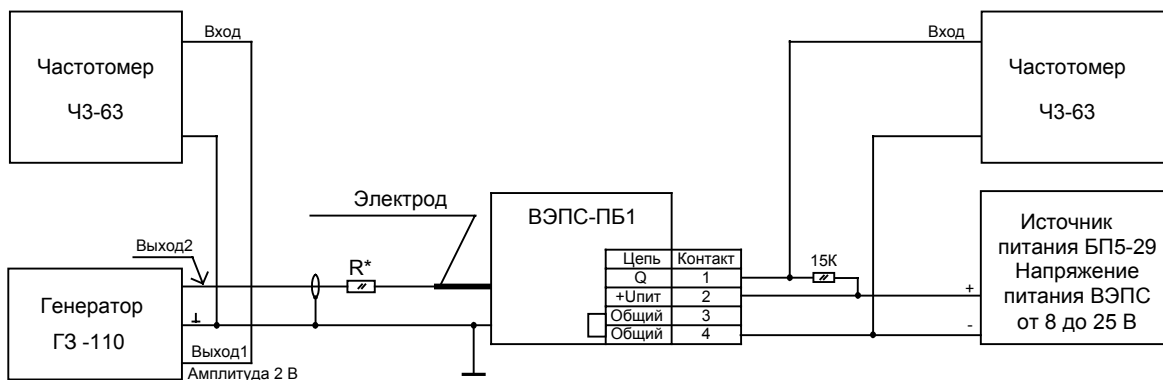 Вход
Частотомер
Ч3-63
Вход
Частотомер
Ч3-63
Электрод
ВЭПС-ПБ1
Выход2
R*
Генератор
ГЗ -110
Выход1
Амплитуда 2 В
Цепь Контакт
Q 1
+Uпит 2
Общий 3
Общий 4
15К
+
-
Источник
питания БП5-29
Напряжение
питания ВЭПС
от 8 до 25 В